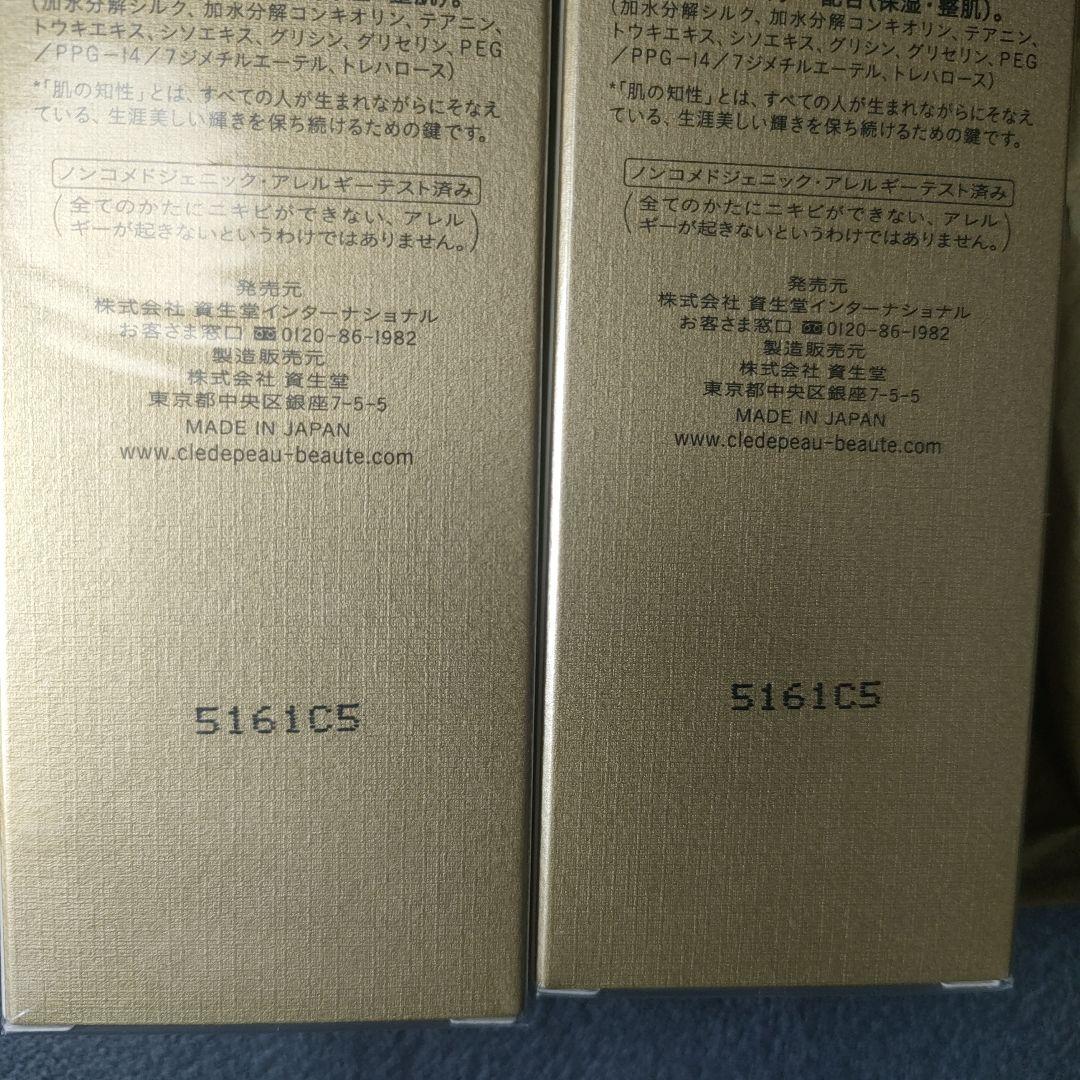 (加水分解シルク、加水分解コンキオリン、テアニン、
トウキエキス、シソエキス、グリシン、グリセリン、PEG
/PPG-14/7ジメチルエーテル、トレハロース)
*「肌の知性」とは、すべての人が生まれながらにそなえ
ている、生涯美しい輝きを保ち続けるための鍵です。
ノンコメドジェニック・アレルギーテスト済み
(全てのかたにニキビができない、アレル
ギーが起きないというわけではありません。)
発売元
株式会社 資生堂インターナショナル
お客さま窓口 0120-86-1982
製造販売元
株式会社 資生堂
東京都中央区銀座7-5-5
MADE IN JAPAN
www.cledepeau-beaute.com
5161C5
配合(保湿・整肌)。
(加水分解シルク、加水分解コンキオリン、テアニン、
トウキエキス、シソエキス、グリシン、グリセリン、PEG
/PPG-14/7ジメチルエーテル、トレハロース)
*「肌の知性」とは、すべての人が生まれながらにそなえ
ている、生涯美しい輝きを保ち続けるための鍵です。
ノンコメドジェニック・アレルギーテスト済み
(全てのかたにニキビができない、アレル
ギーが起きないというわけではありません。)
発売元
株式会社 資生堂インターナショナル
お客さま窓口 0120-86-1982
製造販売元
株式会社 資生堂
東京都中央区銀座7-5-5
MADE IN JAPAN
www.cledepeau-beaute.com
5161C5